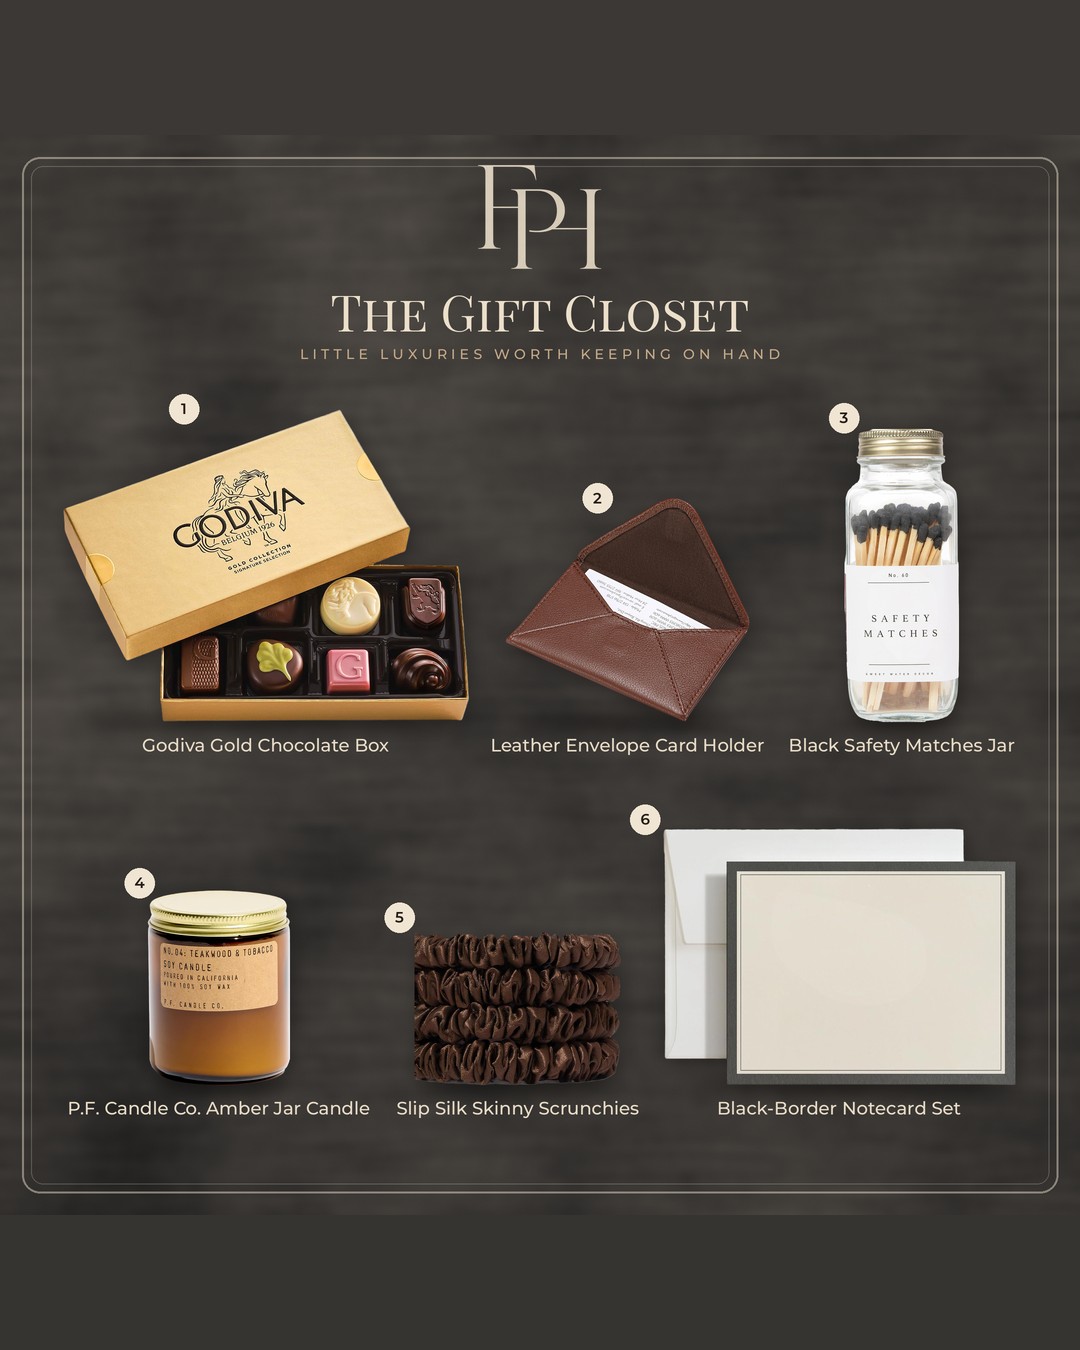 FPH
THE GIFT CLOSET
LITTLE LUXURIES WORTH KEEPING ON HAND
1
2
3
GODIVA
BELGIUM 1926
GOLD COLLECTION
SIGNATURE SELECTION
G
No. 60
SAFETY
MATCHES
SWEET WATER DECOR
Godiva Gold Chocolate Box
Leather Envelope Card Holder
Black Safety Matches Jar
4
5
6
NO. 04: TEAKWOOD & TOBACCO
SOY CANDLE
POURED IN CALIFORNIA
WITH 100% SOY WAX
P.F. CANDLE CO.
P.F. Candle Co. Amber Jar Candle
Slip Silk Skinny Scrunchies
Black-Border Notecard Set